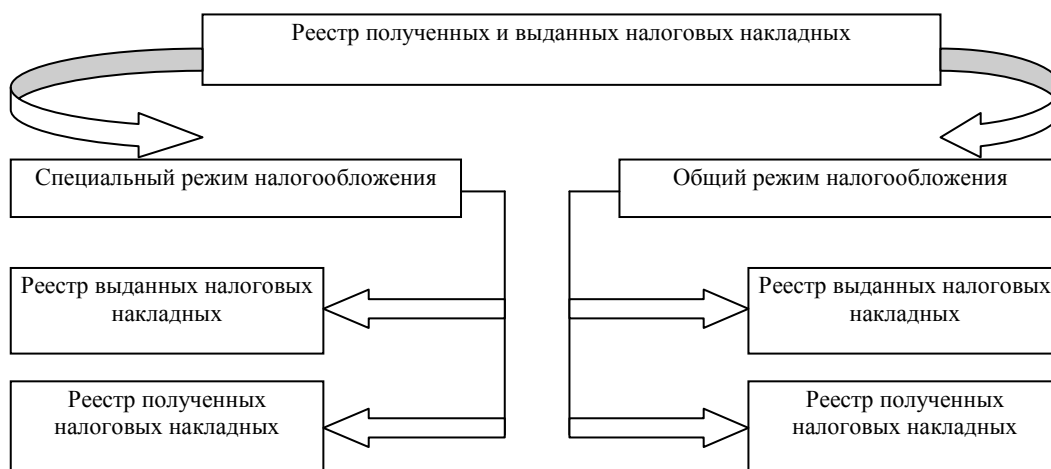 Реестр полученных и выданных налоговых накладных
Специальный режим налогообложения
Общий режим налогообложения
Реестр выданных налоговых
накладных
Реестр выданных налоговых
накладных
Реестр полученных
налоговых накладных
Реестр полученных
налоговых накладных